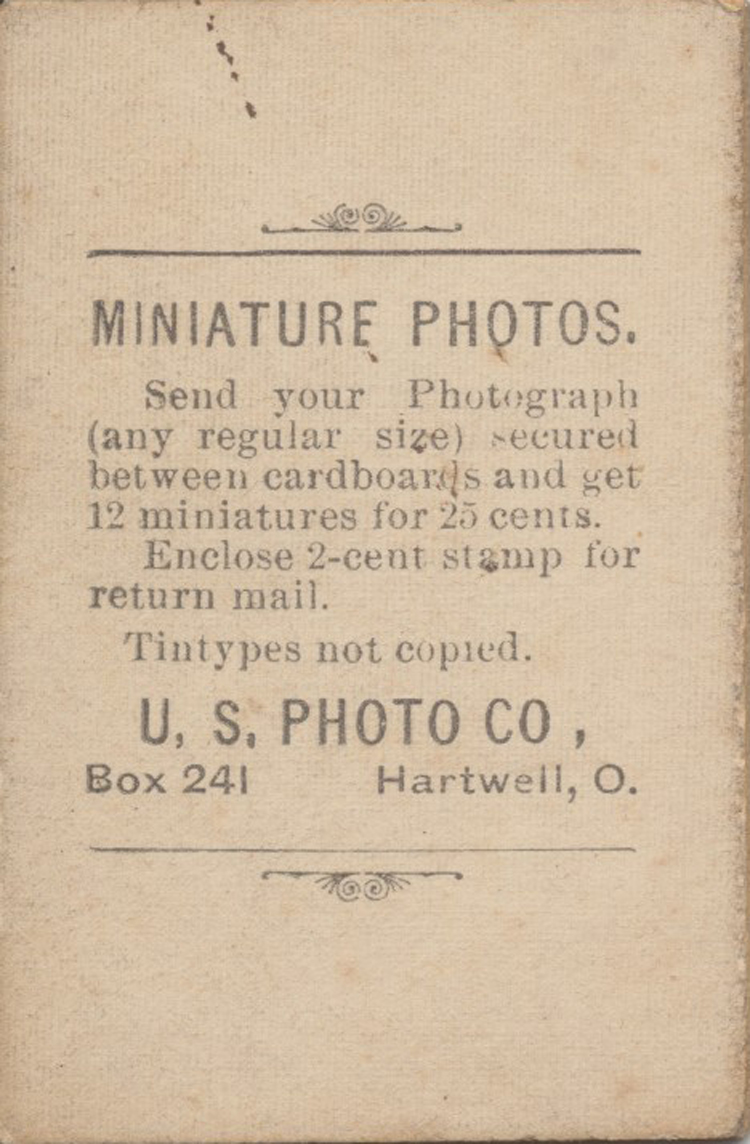 MINIATURE PHOTOS.
Send your Photograph
(any regular size) secured
between cardboards and get
12 miniatures for 25 cents.
Enclose 2-cent stamp for
return mail.
Tintypes not copied.
U, S, PHOTO CO ,
Box 241 Hartwell, O.